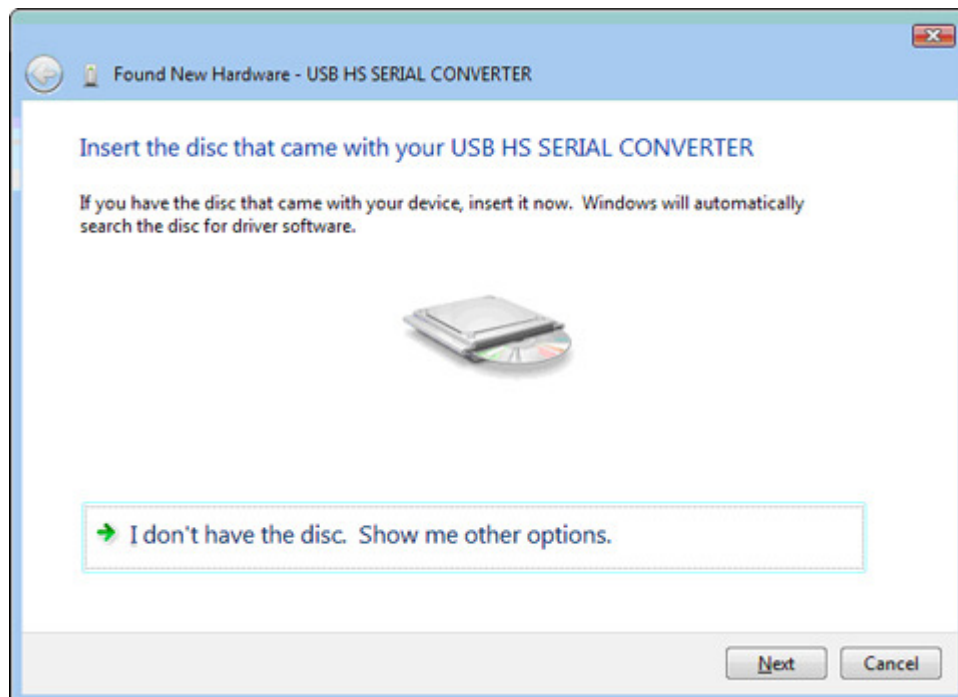 Found New Hardware - USB HS SERIAL CONVERTER
Insert the disc that came with your USB HS SERIAL CONVERTER
If you have the disc that came with your device, insert it now.  Windows will automatically
search the disc for driver software.
I don't have the disc.  Show me other options.
Next
Cancel